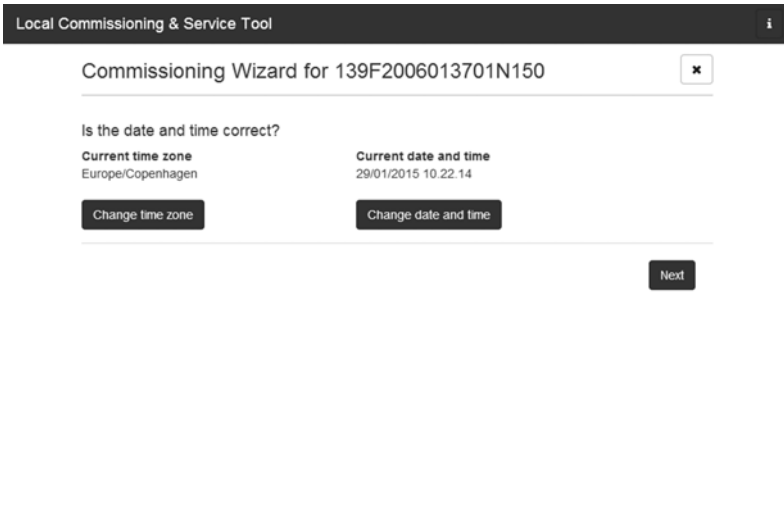 Local Commissioning & Service Tool
i
Commissioning Wizard for 139F2006013701N150
Is the date and time correct?
Current time zone
Europe/Copenhagen
Current date and time
29/01/2015 10.22.14
Change time zone
Change date and time
Next